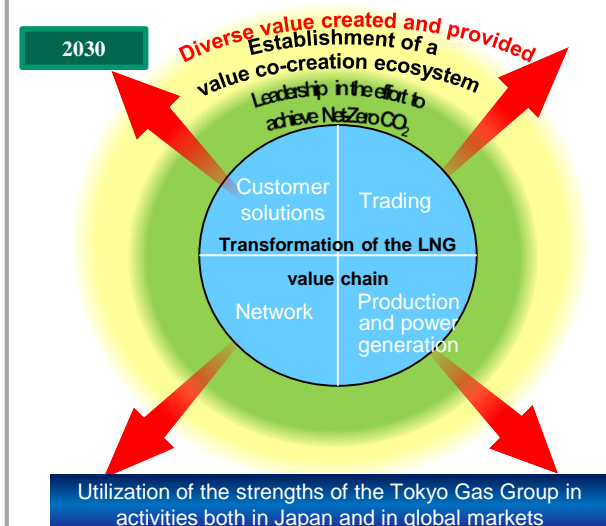 2030
Diverse value created and provided
Establishment of a
value co-creation ecosystem
Leadership in the effort to
achieve Net-Zero CO2
Customer
solutions
Trading
Transformation of the LNG
value chain
Network
Production
and power
generation
Utilization of the strengths of the Tokyo Gas Group in
activities both in Japan and in global markets